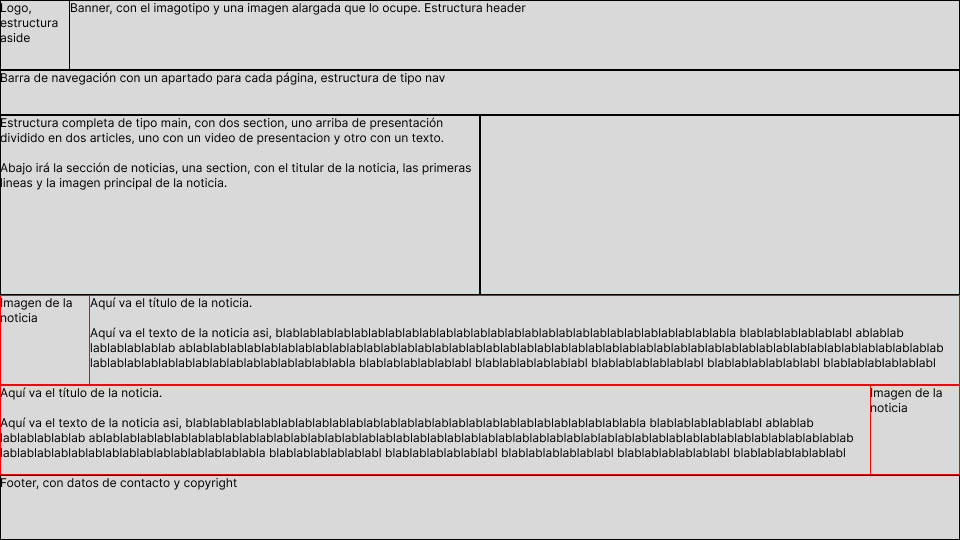 Logo,
estructura
aside
Banner, con el imagotipo y una imagen alargada que lo ocupe. Estructura header
Barra de navegación con un apartado para cada página, estructura de tipo nav
Estructura completa de tipo main, con dos section, uno arriba de presentación
dividido en dos articles, uno con un video de presentacion y otro con un texto.
Abajo irá la sección de noticias, una section, con el titular de la noticia, las primeras
lineas y la imagen principal de la noticia.
Imagen de la
noticia
Aquí va el título de la noticia.
Aquí va el texto de la noticia asi, blablablablablablablablablablablablablablablablablablablablablablablablablablabla blablablablablablabl ablablab
lablablablablab ablablablablablablablablablablablablablablablablablablablablablablablablablablablablablablablablablablablablablablablab
lablablablablablablablablablablablablablablabla blablablablablablabl blablablablablablabl blablablablablablabl blablablablablablabl blablablablablablabl
Aquí va el título de la noticia.
Aquí va el texto de la noticia asi, blablablablablablablablablablablablablablablablablablablablablablablablablablabla blablablablablablabl ablablab
lablablablablab ablablablablablablablablablablablablablablablablablablablablablablablablablablablablablablablablablablablablablablablab
lablablablablablablablablablablablablablablabla blablablablablablabl blablablablablablabl blablablablablablabl blablablablablablabl blablablablablablabl
Imagen de la
noticia
Footer, con datos de contacto y copyright